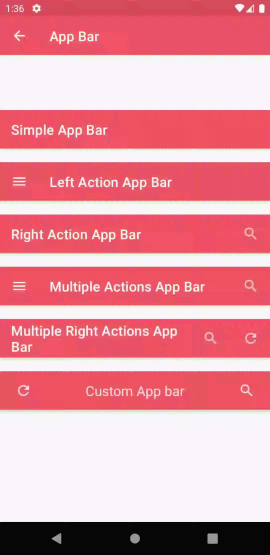 1:36
App Bar
Simple App Bar
Left Action App Bar
Right Action App Bar
Multiple Actions App Bar
Multiple Right Actions App
Bar
Custom App bar